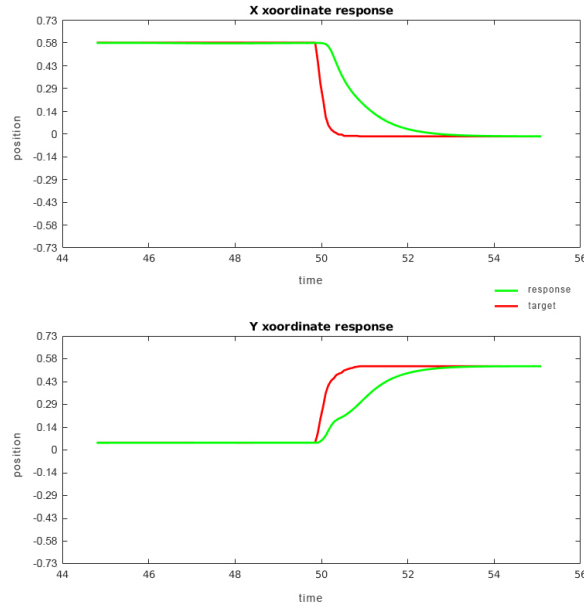 X xoordinate response
0.73
0.58
0.43
0.29
0.14
0
-0.14
-0.29
-0.43
-0.58
-0.73
position
44 46 48 50 52 54 56
time
response
target
Y xoordinate response
0.73
0.58
0.43
0.29
0.14
0
-0.14
-0.29
-0.43
-0.58
-0.73
position
44 46 48 50 52 54 56
time